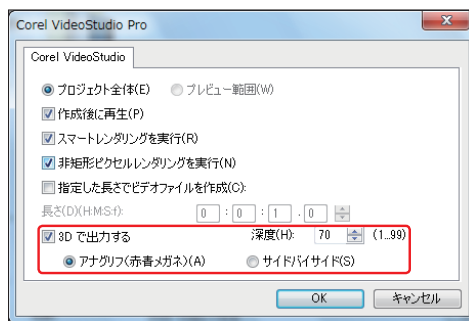 Corel VideoStudio Pro
Corel VideoStudio
プロジェクト全体(E) プレビュー範囲(W)
作成後に再生(P)
スマートレンダリングを実行(R)
非矩形ピクセルレンダリングを実行(N)
指定した長さでビデオファイルを作成(C):
長さ(D)(H:M:S:f): 0 : 0 : 1 . 0
3D で出力する 深度(H): 70 (1...99)
アナグリフ(赤青メガネ)(A) サイドバイサイド(S)
OK キャンセル